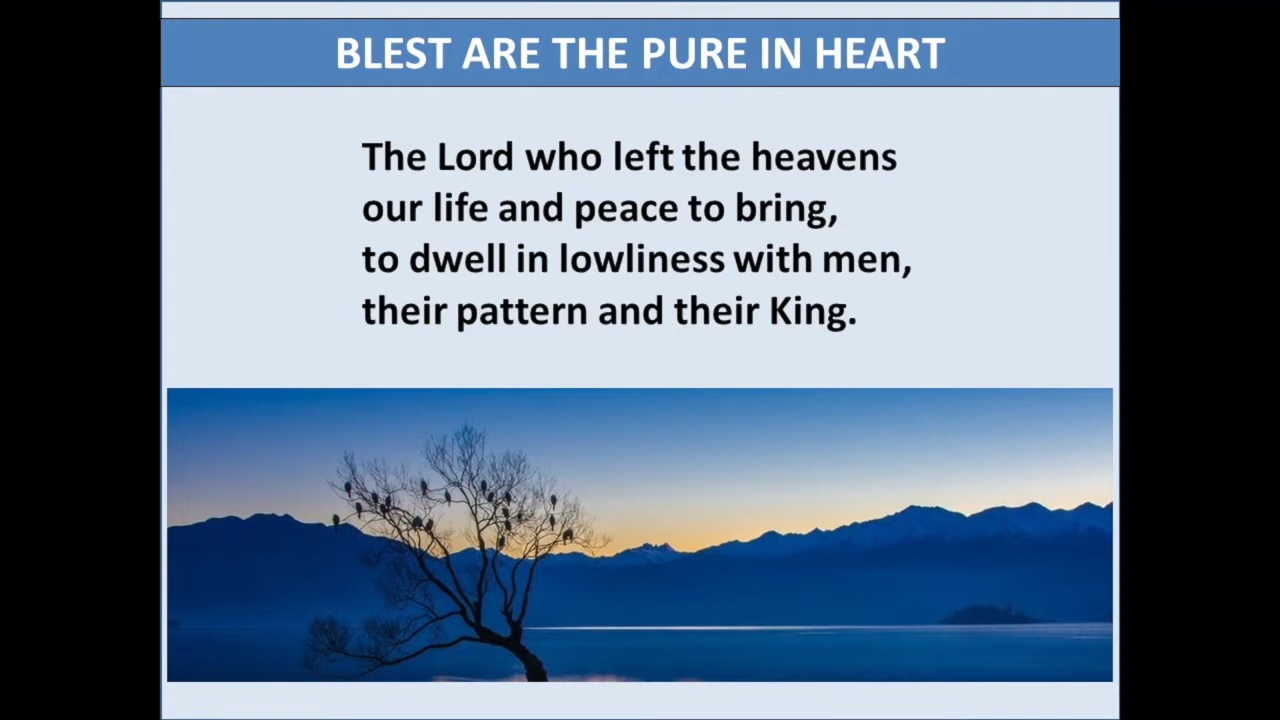 BLEST ARE THE PURE IN HEART
The Lord who left the heavens
our life and peace to bring,
to dwell in lowliness with men,
their pattern and their King.